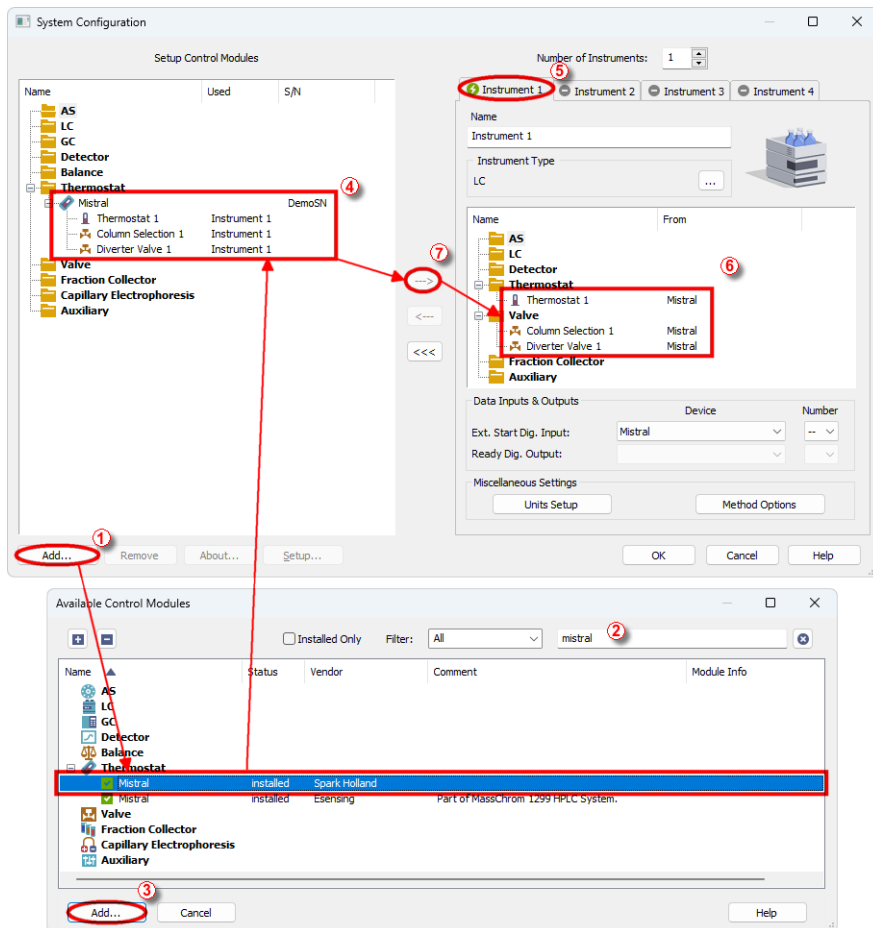 System Configuration
Setup Control Modules
Number of Instruments: 1
⑤
Name Used S/N
AS
LC
GC
Detector
Balance
Thermostat
④
Mistral DemoSN
Thermostat 1 Instrument 1
Column Selection 1 Instrument 1
Diverter Valve 1 Instrument 1
Valve
Fraction Collector
Capillary Electrophoresis
Auxiliary
①
Add... Remove About... Setup...
⑦
--->
<---
<<<
Instrument 1 Instrument 2 Instrument 3 Instrument 4
Name
Instrument 1
Instrument Type
LC ...
Name From
AS
LC
Detector
⑥
Thermostat
Thermostat 1 Mistral
Valve
Column Selection 1 Mistral
Diverter Valve 1 Mistral
Fraction Collector
Auxiliary
Data Inputs & Outputs
Device Number
Ext. Start Dig. Input: Mistral --
Ready Dig. Output:
Miscellaneous Settings
Units Setup Method Options
OK Cancel Help
Available Control Modules
Installed Only Filter: All mistral ②
Name Status Vendor Comment Module Info
AS
LC
GC
Detector
Balance
Thermostat
Mistral installed Spark Holland
Mistral installed Esensing Part of MassChrom 1299 HPLC System.
Valve
Fraction Collector
Capillary Electrophoresis
Auxiliary
③
Add... Cancel Help